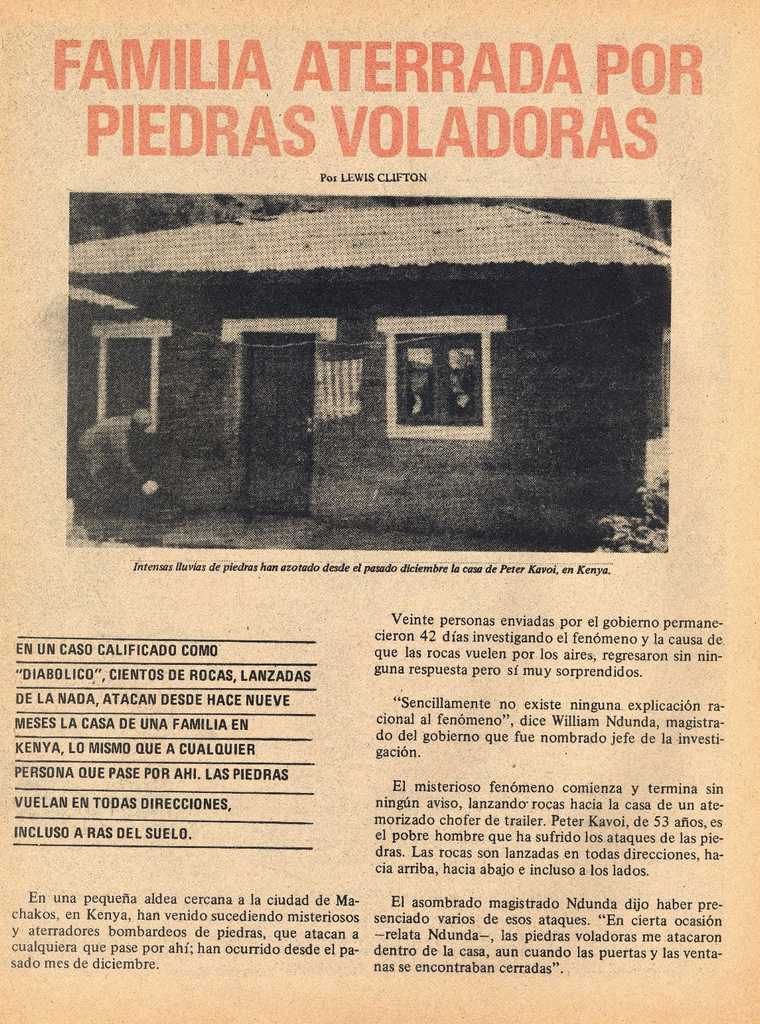 FAMILIA ATERRADA POR
PIEDRAS VOLADORAS
Por LEWIS CLIFTON
Intensas lluvias de piedras han azotado desde el pasado diciembre la casa de Peter Kavoi, en Kenya.
EN UN CASO CALIFICADO COMO
"DIABOLICO", CIENTOS DE ROCAS, LANZADAS
DE LA NADA, ATACAN DESDE HACE NUEVE
MESES LA CASA DE UNA FAMILIA EN
KENYA, LO MISMO QUE A CUALQUIER
PERSONA QUE PASE POR AHI. LAS PIEDRAS
VUELAN EN TODAS DIRECCIONES,
INCLUSO A RAS DEL SUELO.
En una pequeña aldea cercana a la ciudad de Ma-
chakos, en Kenya, han venido sucediendo misteriosos
y aterradores bombardeos de piedras, que atacan a
cualquiera que pase por ahí; han ocurrido desde el pa-
sado mes de diciembre.
Veinte personas enviadas por el gobierno permane-
cieron 42 días investigando el fenómeno y la causa de
que las rocas vuelen por los aires, regresaron sin nin-
guna respuesta pero sí muy sorprendidos.
"Sencillamente no existe ninguna explicación ra-
cional al fenómeno", dice William Ndunda, magistra-
do del gobierno que fue nombrado jefe de la investi-
gación.
El misterioso fenómeno comienza y termina sin
ningún aviso, lanzando rocas hacia la casa de un ate-
morizado chofer de trailer. Peter Kavoi, de 53 años, es
el pobre hombre que ha sufrido los ataques de las pie-
dras. Las rocas son lanzadas en todas direcciones, ha-
cia arriba, hacia abajo e incluso a los lados.
El asombrado magistrado Ndunda dijo haber pre-
senciado varios de esos ataques. "En cierta ocasión
—relata Ndunda—, las piedras voladoras me atacaron
dentro de la casa, aun cuando las puertas y las venta-
nas se encontraban cerradas".